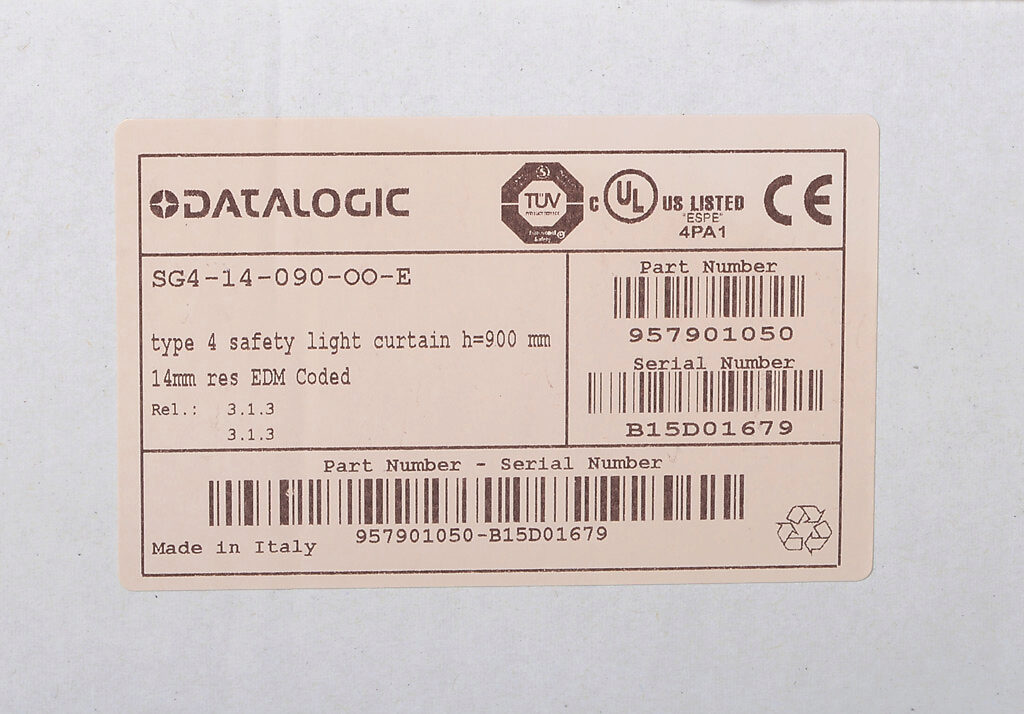 DATALOGIC
TÜV
C UL US LISTED
"ESPE"
4PA1
CE
SG4-14-090-OO-E
type 4 safety light curtain h=900 mm
14mm res EDM Coded
Rel.: 3.1.3
3.1.3
Part Number
957901050
Serial Number
B15D01679
Part Number - Serial Number
957901050-B15D01679
Made in Italy